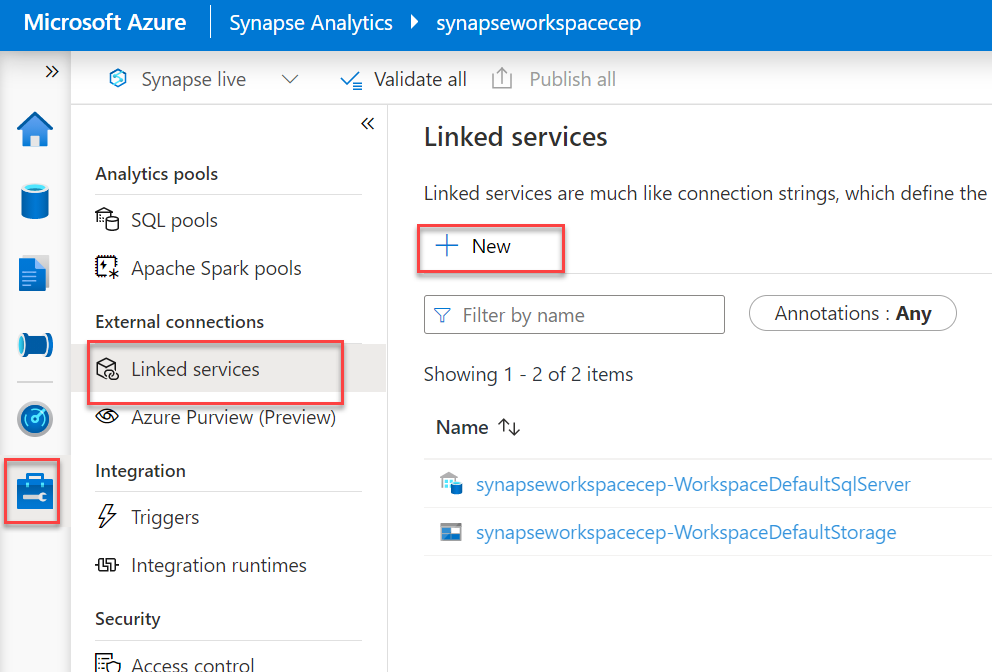 Microsoft Azure
Synapse Analytics
synapseworkspacecep
Synapse live
Validate all
Publish all
Analytics pools
SQL pools
Apache Spark pools
External connections
Linked services
Azure Purview (Preview)
Integration
Triggers
Integration runtimes
Security
Access control
Linked services
Linked services are much like connection strings, which define the
New
Filter by name
Annotations : Any
Showing 1 - 2 of 2 items
Name
synapseworkspacecep-WorkspaceDefaultSqlServer
synapseworkspacecep-WorkspaceDefaultStorage